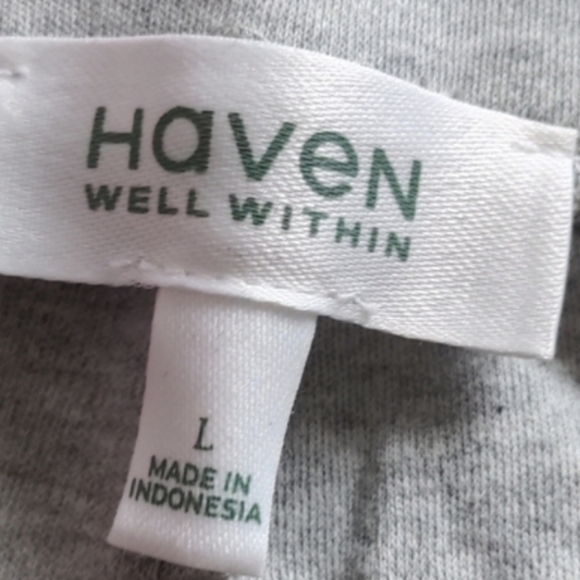 HaveN
WELL WITHIN
L
MADE IN
INDONESIA